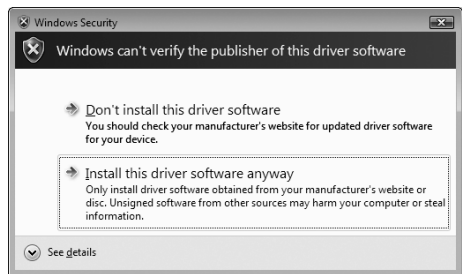 Windows Security
Windows can't verify the publisher of this driver software
Don't install this driver software
You should check your manufacturer's website for updated driver software
for your device.
Install this driver software anyway
Only install driver software obtained from your manufacturer's website or
disc. Unsigned software from other sources may harm your computer or steal
information.
See details